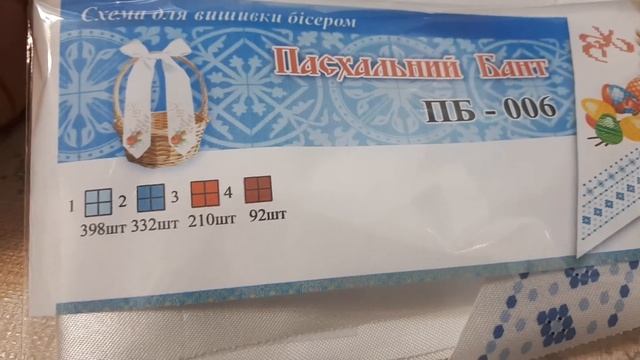 Схема для вишивки бісером
Пасхальний Бант
ПБ - 006
1 2 3 4
398шт 332шт 210шт 92шт